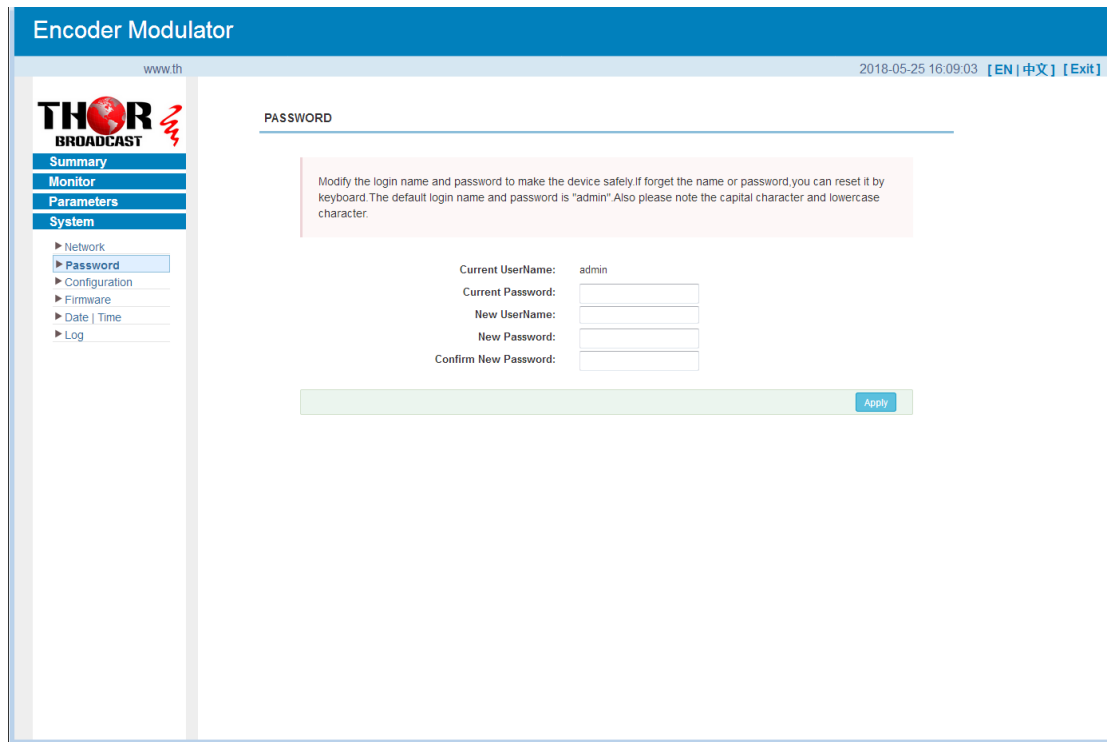 Encoder Modulator
www.th
2018-05-25 16:09:03 [ EN | 中文 ] [ Exit ]
THOR
BROADCAST
Summary
Monitor
Parameters
System
Network
Password
Configuration
Firmware
Date | Time
Log
PASSWORD
Modify the login name and password to make the device safely.If forget the name or password,you can reset it by
keyboard.The default login name and password is "admin".Also please note the capital character and lowercase
character.
Current UserName: admin
Current Password:
New UserName:
New Password:
Confirm New Password:
Apply